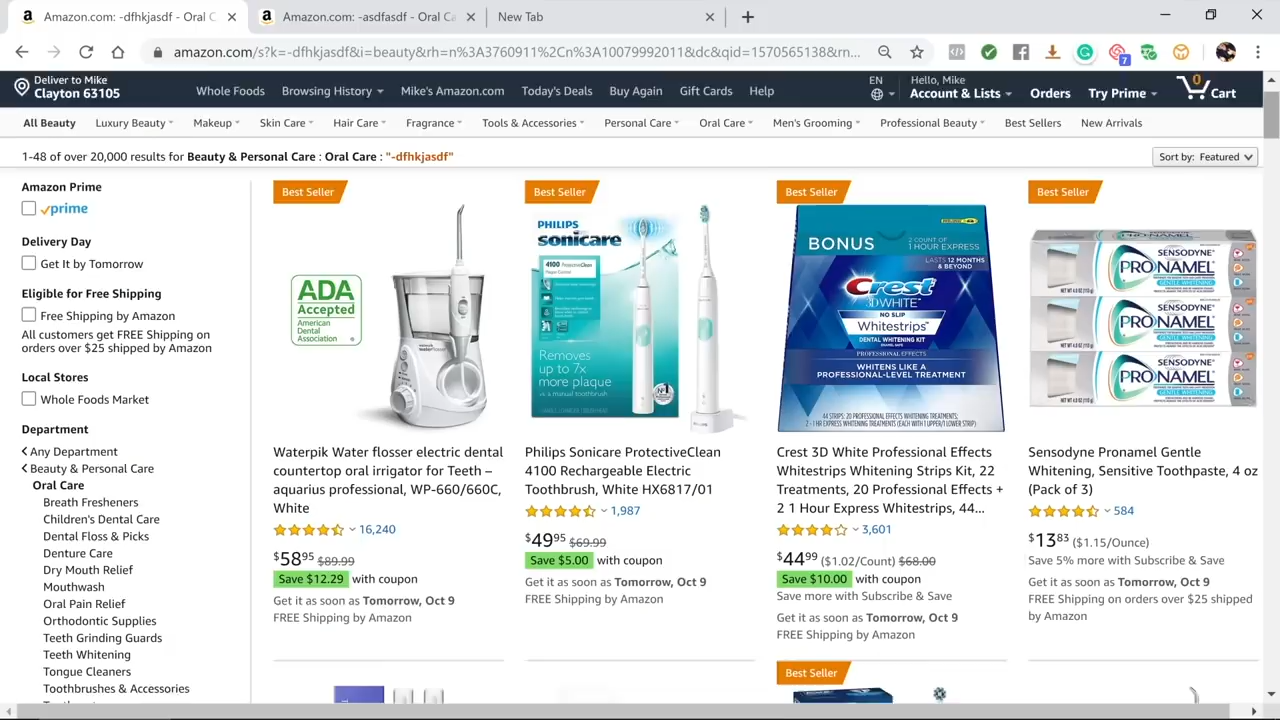 Amazon.com: -dfhkjasdf - Oral C
Amazon.com: -asdfasdf - Oral Ca
New Tab
amazon.com/s?k=-dfhkjasdf&i=beauty&rh=n%3A3760911%2Cn%3A10079992011&dc&qid=1570565138&rn...
7
Deliver to Mike
Clayton 63105
Whole Foods
Browsing History
Mike's Amazon.com
Today's Deals
Buy Again
Gift Cards
Help
EN
Hello, Mike
Account & Lists
Orders
Try Prime
0
Cart
All Beauty
Luxury Beauty
Makeup
Skin Care
Hair Care
Fragrance
Tools & Accessories
Personal Care
Oral Care
Men's Grooming
Professional Beauty
Best Sellers
New Arrivals
1-48 of over 20,000 results for Beauty & Personal Care : Oral Care : "-dfhkjasdf"
Sort by: Featured
Amazon Prime
prime
Delivery Day
Get It by Tomorrow
Eligible for Free Shipping
Free Shipping by Amazon
All customers get FREE Shipping on
orders over $25 shipped by Amazon
Local Stores
Whole Foods Market
Department
Any Department
Beauty & Personal Care
Oral Care
Breath Fresheners
Children's Dental Care
Dental Floss & Picks
Denture Care
Dry Mouth Relief
Mouthwash
Oral Pain Relief
Orthodontic Supplies
Teeth Grinding Guards
Teeth Whitening
Tongue Cleaners
Toothbrushes & Accessories
Best Seller
ADA
Accepted
American
Dental
Association
Waterpik Water flosser electric dental
countertop oral irrigator for Teeth –
aquarius professional, WP-660/660C,
White
16,240
$58.95 $89.99
Save $12.29 with coupon
Get it as soon as Tomorrow, Oct 9
FREE Shipping by Amazon
Best Seller
PHILIPS
sonicare
4100 ProtectiveClean
Removes
up to 7x
more plaque
vs a manual toothbrush
Philips Sonicare ProtectiveClean
4100 Rechargeable Electric
Toothbrush, White HX6817/01
1,987
$49.95 $69.99
Save $5.00 with coupon
Get it as soon as Tomorrow, Oct 9
FREE Shipping by Amazon
Best Seller
BONUS
2 COUNT OF
1 HOUR EXPRESS
LASTS 12 MONTHS
& BEYOND
Crest
3DWHITE
NO SLIP
Whitestrips
DENTAL WHITENING KIT
PROFESSIONAL EFFECTS
WHITENS LIKE A
PROFESSIONAL-LEVEL TREATMENT
44 STRIPS: 20 PROFESSIONAL EFFECTS WHITENING TREATMENTS;
2 - 1 HR EXPRESS WHITENING TREATMENTS (EACH WITH 1 UPPER/1 LOWER STRIP)
Crest 3D White Professional Effects
Whitestrips Whitening Strips Kit, 22
Treatments, 20 Professional Effects +
2 1 Hour Express Whitestrips, 44...
3,601
$44.99 ($1.02/Count) $68.00
Save $10.00 with coupon
Save more with Subscribe & Save
Get it as soon as Tomorrow, Oct 9
FREE Shipping by Amazon
Best Seller
Best Seller
SENSODYNE
PRONAMEL
GENTLE WHITENING
SENSODYNE
PRONAMEL
GENTLE WHITENING
SENSODYNE
PRONAMEL
GENTLE WHITENING
Sensodyne Pronamel Gentle
Whitening, Sensitive Toothpaste, 4 oz
(Pack of 3)
584
$13.83 ($1.15/Ounce)
Save 5% more with Subscribe & Save
Get it as soon as Tomorrow, Oct 9
FREE Shipping on orders over $25 shipped
by Amazon